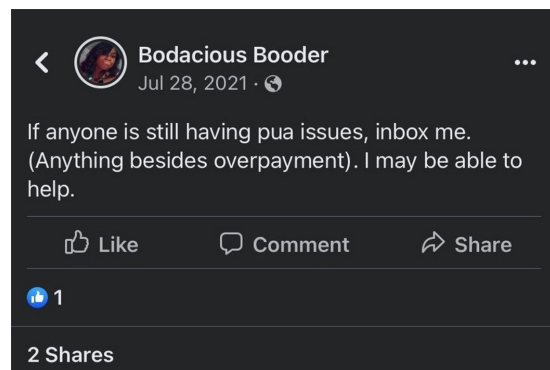 Bodacious Booder
Jul 28, 2021 ·
If anyone is still having pua issues, inbox me.
(Anything besides overpayment). I may be able to
help.
Like Comment Share
1
2 Shares